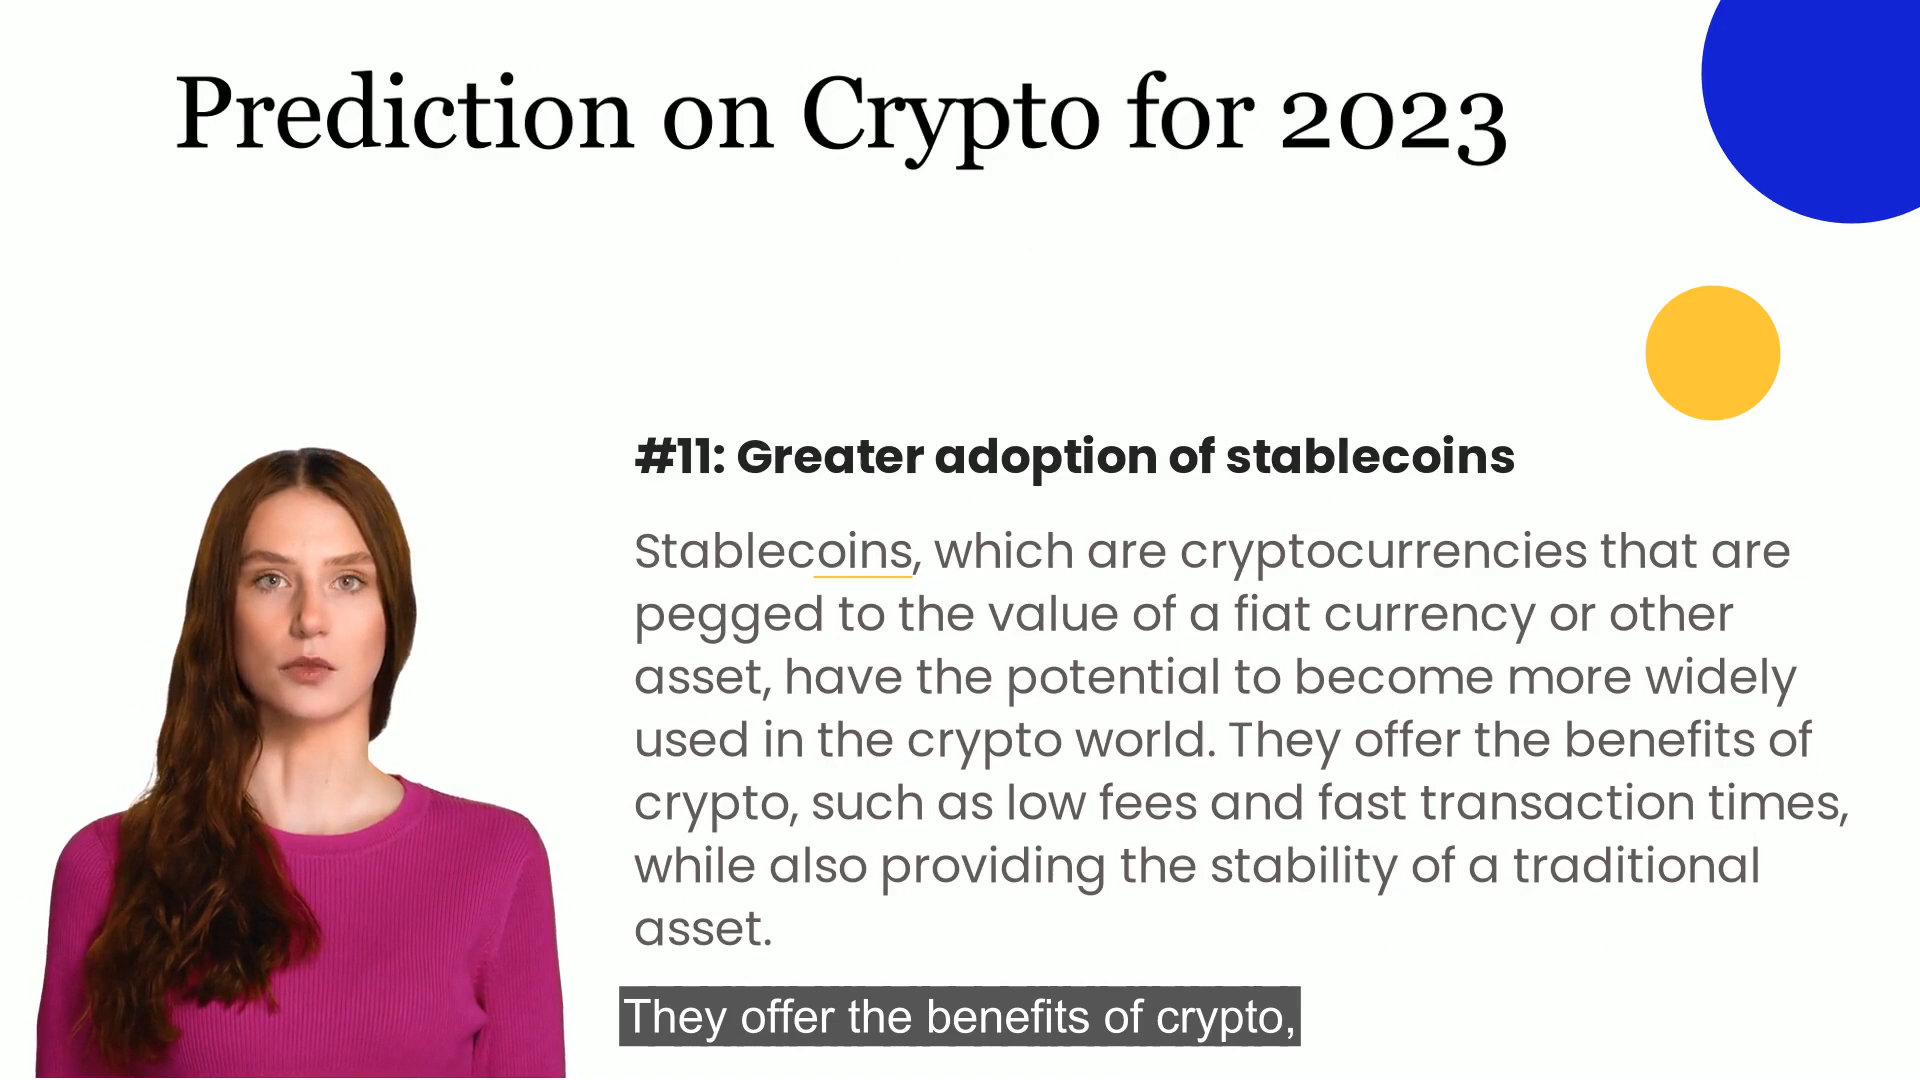 Prediction on Crypto for 2023
#11: Greater adoption of stablecoins
Stablecoins, which are cryptocurrencies that are
pegged to the value of a fiat currency or other
asset, have the potential to become more widely
used in the crypto world. They offer the benefits of
crypto, such as low fees and fast transaction times,
while also providing the stability of a traditional
asset.
They offer the benefits of crypto,